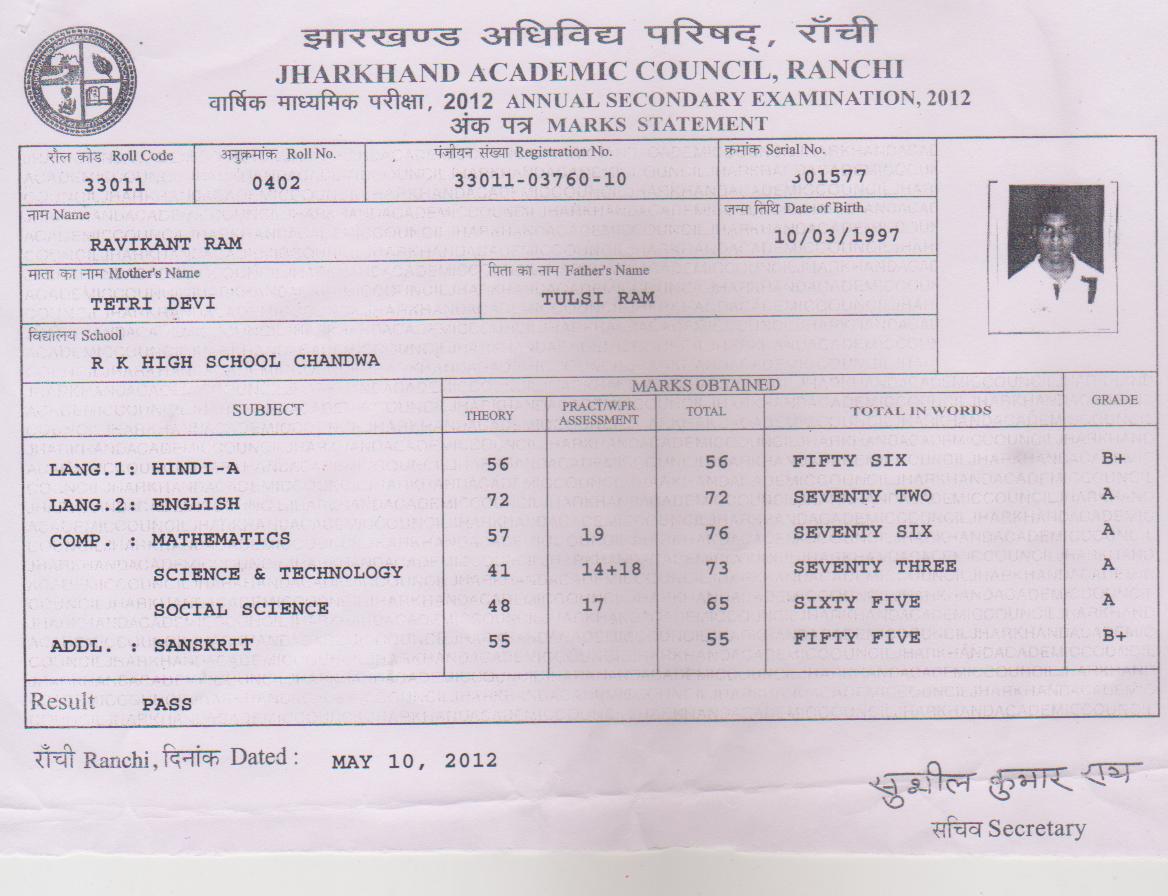 झारखण्ड अधिविद्य परिषद्, राँची
JHARKHAND ACADEMIC COUNCIL, RANCHI
वार्षिक माध्यमिक परीक्षा, 2012 ANNUAL SECONDARY EXAMINATION, 2012
अंक पत्र MARKS STATEMENT
रौल कोड Roll Code अनुक्रमांक Roll No. पंजीयन संख्या Registration No. क्रमांक Serial No.
33011 0402 33011-03760-10 J01577
नाम Name जन्म तिथि Date of Birth
RAVIKANT RAM 10/03/1997
माता का नाम Mother's Name पिता का नाम Father's Name
TETRI DEVI TULSI RAM
विद्यालय School
R K HIGH SCHOOL CHANDWA
SUBJECT MARKS OBTAINED GRADE
THEORY PRACT/W.PR ASSESSMENT TOTAL TOTAL IN WORDS
LANG.1: HINDI-A 56 56 FIFTY SIX B+
LANG.2: ENGLISH 72 72 SEVENTY TWO A
COMP. : MATHEMATICS 57 19 76 SEVENTY SIX A
SCIENCE & TECH. 41 14+18 73 SEVENTY THREE A
SOCIAL SCIENCE 48 17 65 SIXTY FIVE A
ADDL. : SANSKRIT 55 55 FIFTY FIVE B+
Result PASS
राँची Ranchi, दिनांक Dated : MAY 10, 2012
सुशील कुमार राय
सचिव Secretary